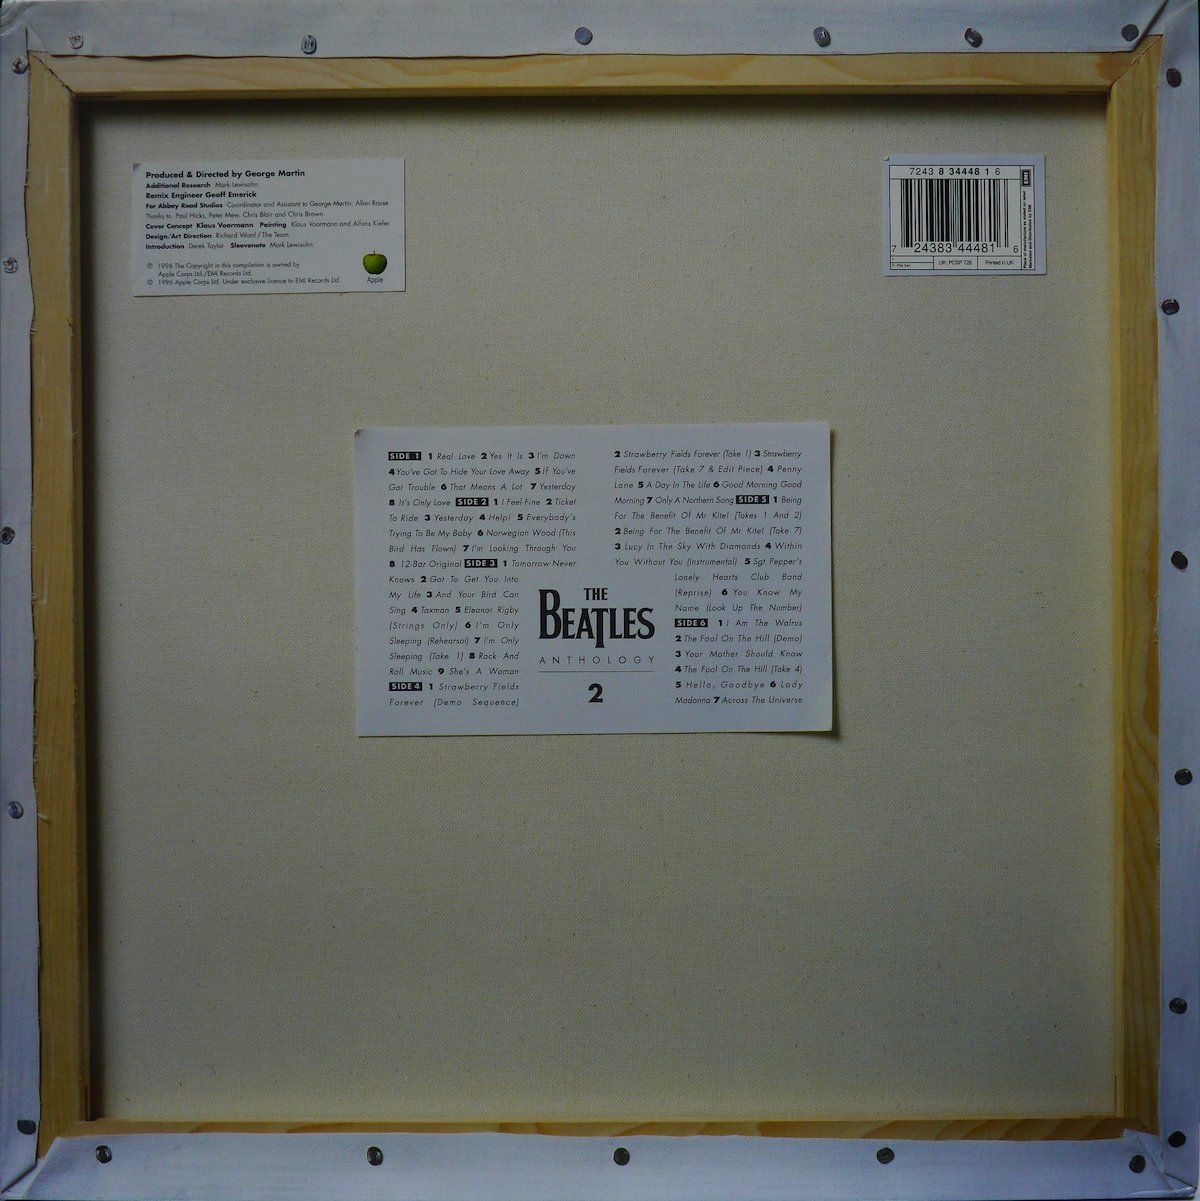 Produced & Directed by George Martin
Additional Research Mark Lewisohn
Remix Engineer Geoff Emerick
For Abbey Road Studios Co-ordinator and Assistant to George Martin: Allan Rouse
Thanks to Paul Hicks, Peter Mew, Chris Blair and Chris Brown
Cover Concept Klaus Voormann Painting Klaus Voormann and Alfons Kiefer
Design/Art Direction Richard Ward / The Team
Introduction Derek Taylor Sleevenote Mark Lewisohn
℗ 1996 The Copyright in this compilation is owned by
Apple Corps Ltd./EMI Records Ltd.
© 1996 Apple Corps Ltd. Under exclusive licence to EMI Records Ltd.
Apple
7243 8 34448 1 6
7 24383 44481 6
UK: PCSP 728
Printed in UK
EMI
SIDE 1 1 Real Love 2 Yes It Is 3 I'm Down
4 You've Got To Hide Your Love Away 5 If You've
Got Trouble 6 That Means A Lot 7 Yesterday
8 It's Only Love SIDE 2 1 I Feel Fine 2 Ticket
To Ride 3 Yesterday 4 Help! 5 Everybody's
Trying To Be My Baby 6 Norwegian Wood (This
Bird Has Flown) 7 I'm Looking Through You
8 12-Bar Original SIDE 3 1 Tomorrow Never
Knows 2 Got To Get You Into
My Life 3 And Your Bird Can
Sing 4 Taxman 5 Eleanor Rigby
(Strings Only) 6 I'm Only
Sleeping (Rehearsal) 7 I'm Only
Sleeping (Take 1) 8 Rock And
Roll Music 9 She's A Woman
SIDE 4 1 Strawberry Fields
Forever (Demo Sequence)
2 Strawberry Fields Forever (Take 1) 3 Strawberry
Fields Forever (Take 7 & Edit Piece) 4 Penny
Lane 5 A Day In The Life 6 Good Morning Good
Morning 7 Only A Northern Song SIDE 5 1 Being
For The Benefit Of Mr Kite! (Takes 1 And 2)
2 Being For The Benefit Of Mr Kite! (Take 7)
3 Lucy In The Sky With Diamonds 4 Within
You Without You (Instrumental) 5 Sgt Pepper's
Lonely Hearts Club Band
(Reprise) 6 You Know My
Name (Look Up The Number)
SIDE 6 1 I Am The Walrus
2 The Fool On The Hill (Demo)
3 Your Mother Should Know
4 The Fool On The Hill (Take 4)
5 Hello, Goodbye 6 Lady
Madonna 7 Across The Universe
THE
BEATLES
ANTHOLOGY
2